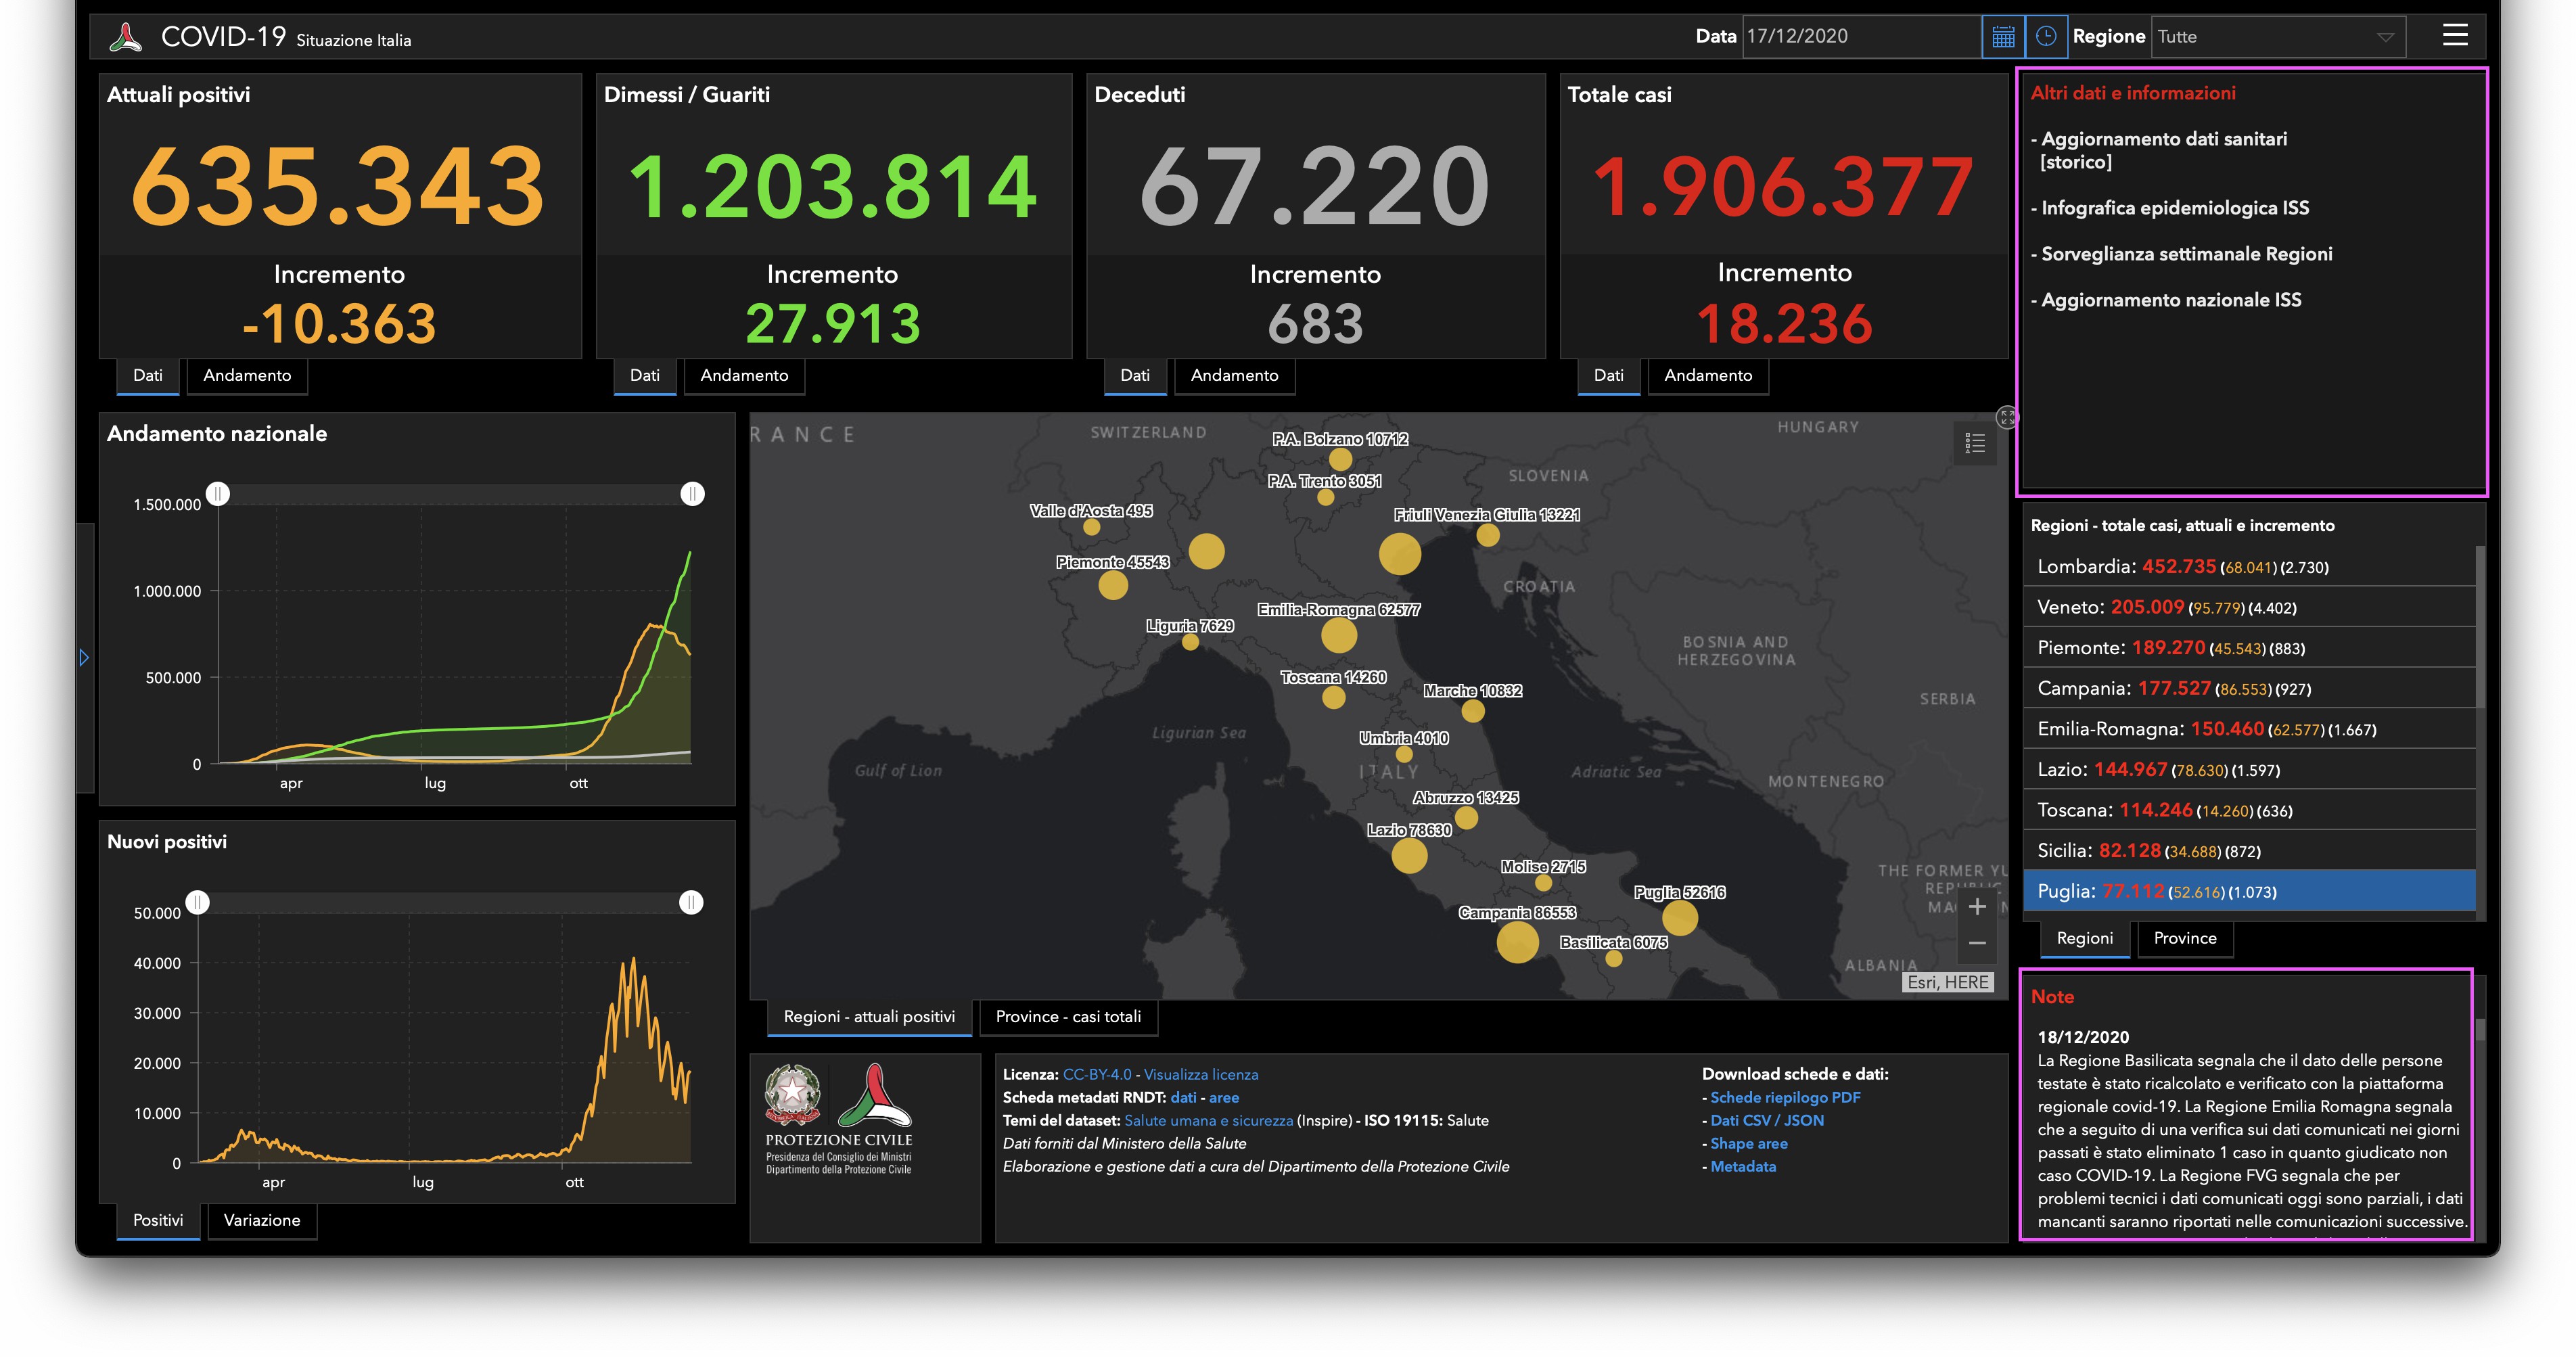 COVID-19 Situazione Italia
Data 17/12/2020
Regione Tutte
Attuali positivi
635.343
Incremento
-10.363
Dati Andamento
Dimessi / Guariti
1.203.814
Incremento
27.913
Dati Andamento
Deceduti
67.220
Incremento
683
Dati Andamento
Totale casi
1.906.377
Incremento
18.236
Dati Andamento
Altri dati e informazioni
- Aggiornamento dati sanitari
[storico]
- Infografica epidemiologica ISS
- Sorveglianza settimanale Regioni
- Aggiornamento nazionale ISS
Andamento nazionale
1.500.000
1.000.000
500.000
0
apr lug ott
Nuovi positivi
50.000
40.000
30.000
20.000
10.000
0
apr lug ott
Positivi Variazione
RANCE
SWITZERLAND
HUNGARY
P.A. Bolzano 10712
SLOVENIA
P.A. Trento 3051
Valle d'Aosta 495
Friuli Venezia Giulia 13221
Piemonte 45543
CROATIA
Emilia-Romagna 62577
Liguria 7629
BOSNIA AND
HERZEGOVINA
Toscana 14260
Marche 10832
SERBIA
Ligurian Sea
Umbria 4010
ITALY
Gulf of Lion
Adriatic Sea
MONTENEGRO
Abruzzo 13425
Lazio 78630
Molise 2715
THE FORMER YU
Puglia 52616
Campania 86553
Basilicata 6075
ALBANIA
+
−
Esri, HERE
Regioni - attuali positivi Province - casi totali
Regioni - totale casi, attuali e incremento
Lombardia: 452.735 (68.041) (2.730)
Veneto: 205.009 (95.779) (4.402)
Piemonte: 189.270 (45.543) (883)
Campania: 177.527 (86.553) (927)
Emilia-Romagna: 150.460 (62.577) (1.667)
Lazio: 144.967 (78.630) (1.597)
Toscana: 114.246 (14.260) (636)
Sicilia: 82.128 (34.688) (872)
Puglia: 77.112 (52.616) (1.073)
Regioni Province
PROTEZIONE CIVILE
Presidenza del Consiglio dei Ministri
Dipartimento della Protezione Civile
Licenza: CC-BY-4.0 - Visualizza licenza
Scheda metadati RNDT: dati - aree
Temi del dataset: Salute umana e sicurezza (Inspire) - ISO 19115: Salute
Dati forniti dal Ministero della Salute
Elaborazione e gestione dati a cura del Dipartimento della Protezione Civile
Download schede e dati:
- Schede riepilogo PDF
- Dati CSV / JSON
- Shape aree
- Metadata
Note
18/12/2020
La Regione Basilicata segnala che il dato delle persone
testate è stato ricalcolato e verificato con la piattaforma
regionale covid-19. La Regione Emilia Romagna segnala
che a seguito di una verifica sui dati comunicati nei giorni
passati è stato eliminato 1 caso in quanto giudicato non
caso COVID-19. La Regione FVG segnala che per
problemi tecnici i dati comunicati oggi sono parziali, i dati
mancanti saranno riportati nelle comunicazioni successive.